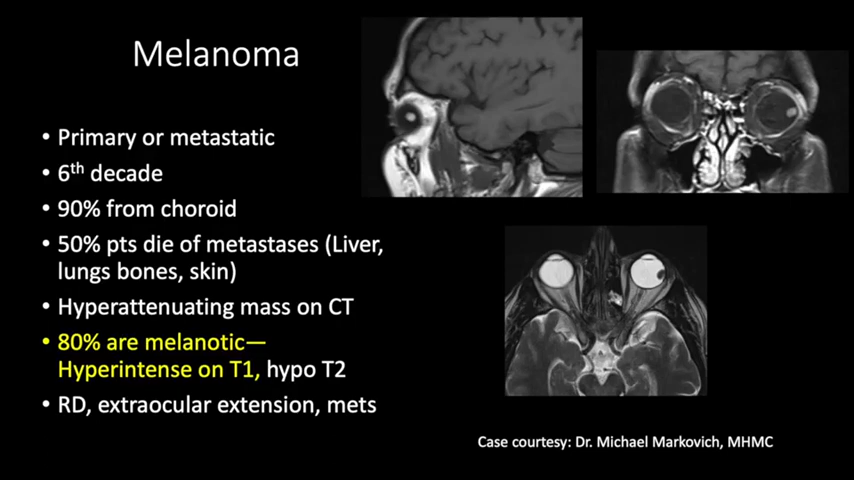 Melanoma
• Primary or metastatic
• 6th decade
• 90% from choroid
• 50% pts die of metastases (Liver,
lungs bones, skin)
• Hyperattenuating mass on CT
• 80% are melanotic—
Hyperintense on T1, hypo T2
• RD, extraocular extension, mets
Case courtesy: Dr. Michael Markovich, MHMC